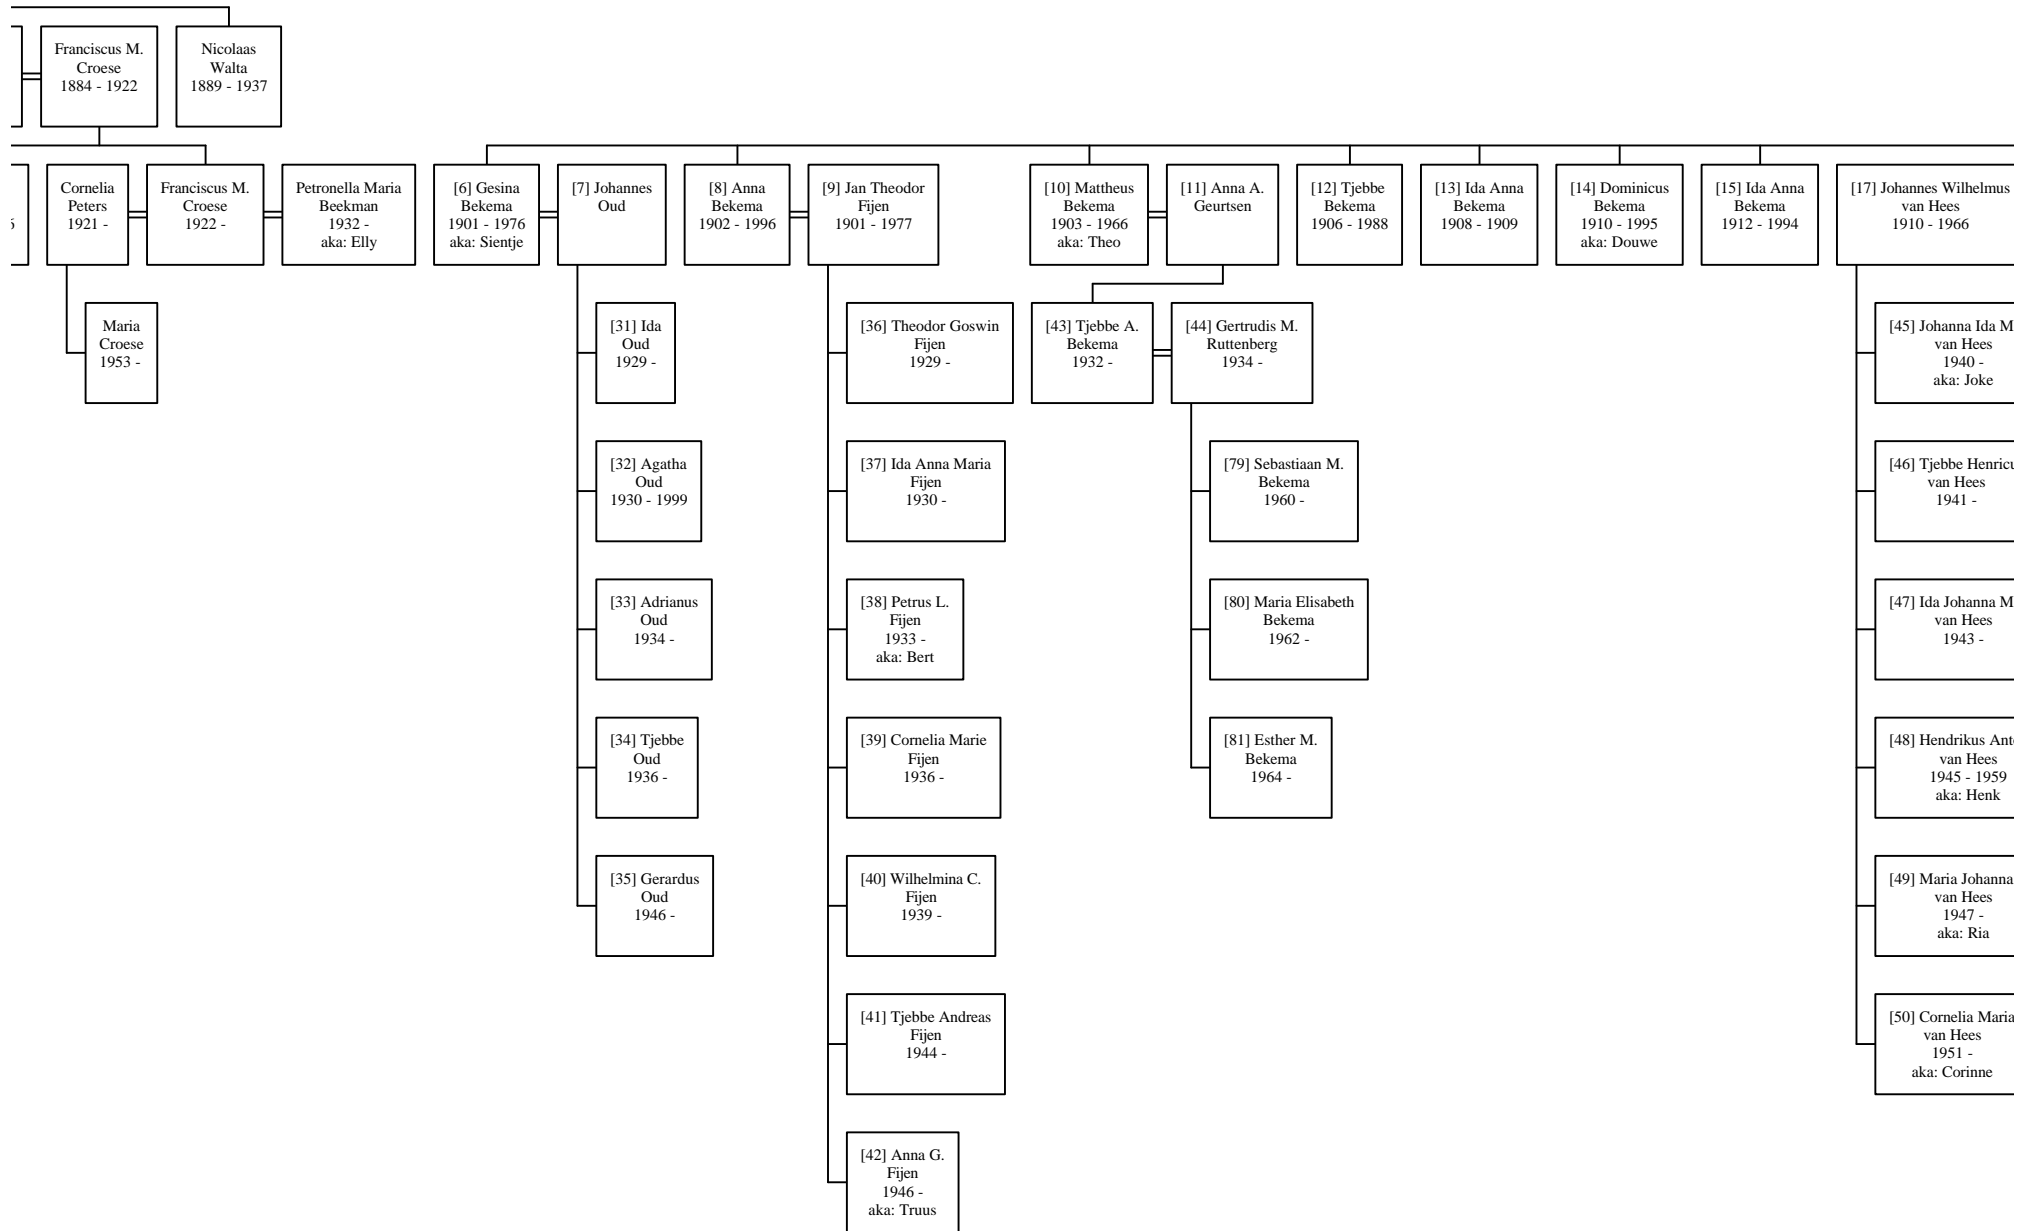 Franciscus M.
Croese
1884 - 1922
Nicolaas
Walta
1889 - 1937
Cornelia
Peters
1921 -
Franciscus M.
Croese
1922 -
Petronella Maria
Beekman
1932 -
aka: Elly
[6] Gesina
Bekema
1901 - 1976
aka: Sientje
[7] Johannes
Oud
[8] Anna
Bekema
1902 - 1996
[9] Jan Theodor
Fijen
1901 - 1977
[10] Mattheus
Bekema
1903 - 1966
aka: Theo
[11] Anna A.
Geurtsen
[12] Tjebbe
Bekema
1906 - 1988
[13] Ida Anna
Bekema
1908 - 1909
[14] Dominicus
Bekema
1910 - 1995
aka: Douwe
[15] Ida Anna
Bekema
1912 - 1994
[17] Johannes Wilhelmus
van Hees
1910 - 1966
Maria
Croese
1953 -
[31] Ida
Oud
1929 -
[36] Theodor Goswin
Fijen
1929 -
[43] Tjebbe A.
Bekema
1932 -
[44] Gertrudis M.
Ruttenberg
1934 -
[45] Johanna Ida M
van Hees
1940 -
aka: Joke
[32] Agatha
Oud
1930 - 1999
[37] Ida Anna Maria
Fijen
1930 -
[79] Sebastiaan M.
Bekema
1960 -
[46] Tjebbe
van Hees
1941 -
[33] Adrianus
Oud
1934 -
[38] Petrus L.
Fijen
1933 -
aka: Bert
[80] Maria Elisabeth
Bekema
1962 -
[47] Ida Johanna M
van Hees
1943 -
[34] Tjebbe
Oud
1936 -
[39] Cornelia Marie
Fijen
1936 -
[81] Esther M.
Bekema
1964 -
[48] Hendrikus
van Hees
1945 - 1959
aka: Henk
[35] Gerardus
Oud
1946 -
[40] Wilhelmina C.
Fijen
1939 -
[49] Maria Johanna
van Hees
1947 -
aka: Ria
[41] Tjebbe Andreas
Fijen
1944 -
[50] Cornelia Maria
van Hees
1951 -
aka: Corinne
[42] Anna G.
Fijen
1946 -
aka: Truus